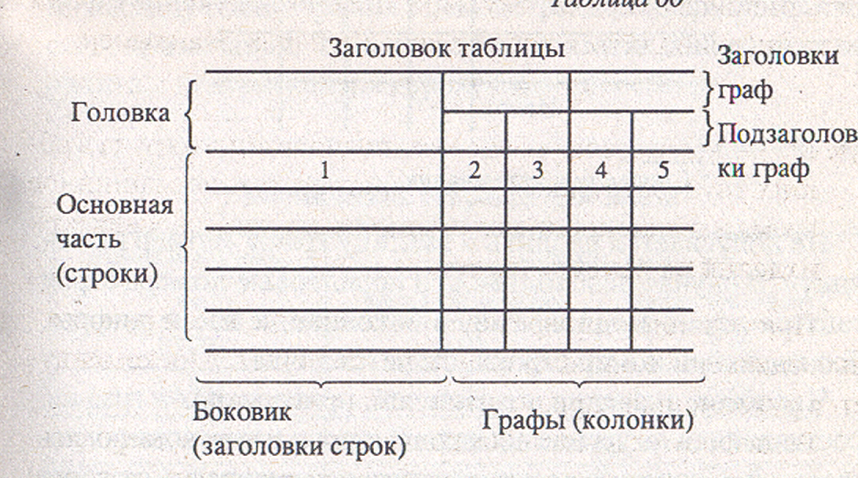 Таблица 60
Заголовок таблицы
Заголовки
граф
Головка
Подзаголов
ки граф
1 2 3 4 5
Основная
часть
(строки)
Боковик
(заголовки строк)
Графы (колонки)